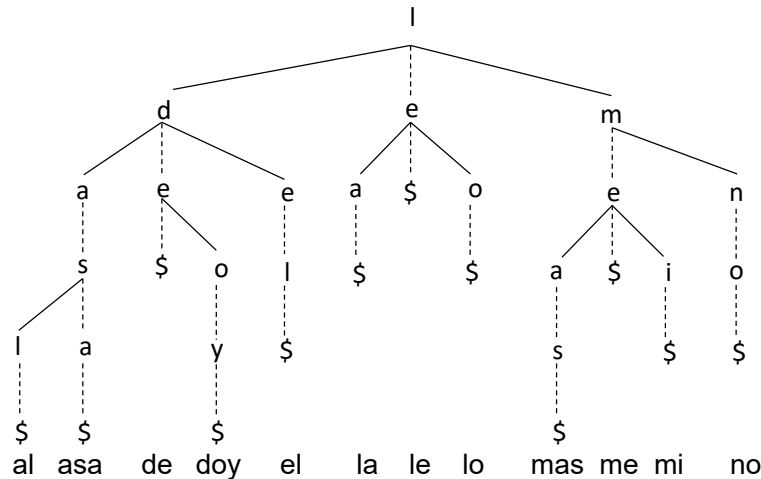 l
d e m
a e e a $ o e n
s $ o l $ $ a $ i o
l a y $ s $ $
$ $ $ $
al asa de doy el la le lo mas me mi no